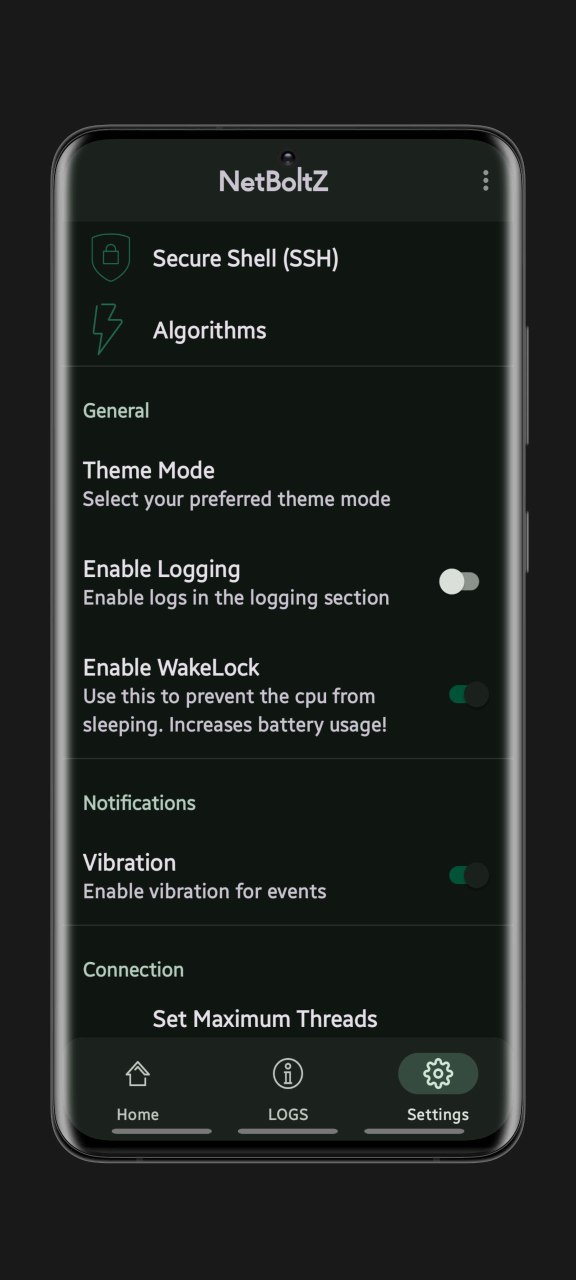 NetBoltZ
Secure Shell (SSH)
Algorithms
General
Theme Mode
Select your preferred theme mode
Enable Logging
Enable logs in the logging section
Enable WakeLock
Use this to prevent the cpu from
sleeping. Increases battery usage!
Notifications
Vibration
Enable vibration for events
Connection
Set Maximum Threads
Home
LOGS
Settings